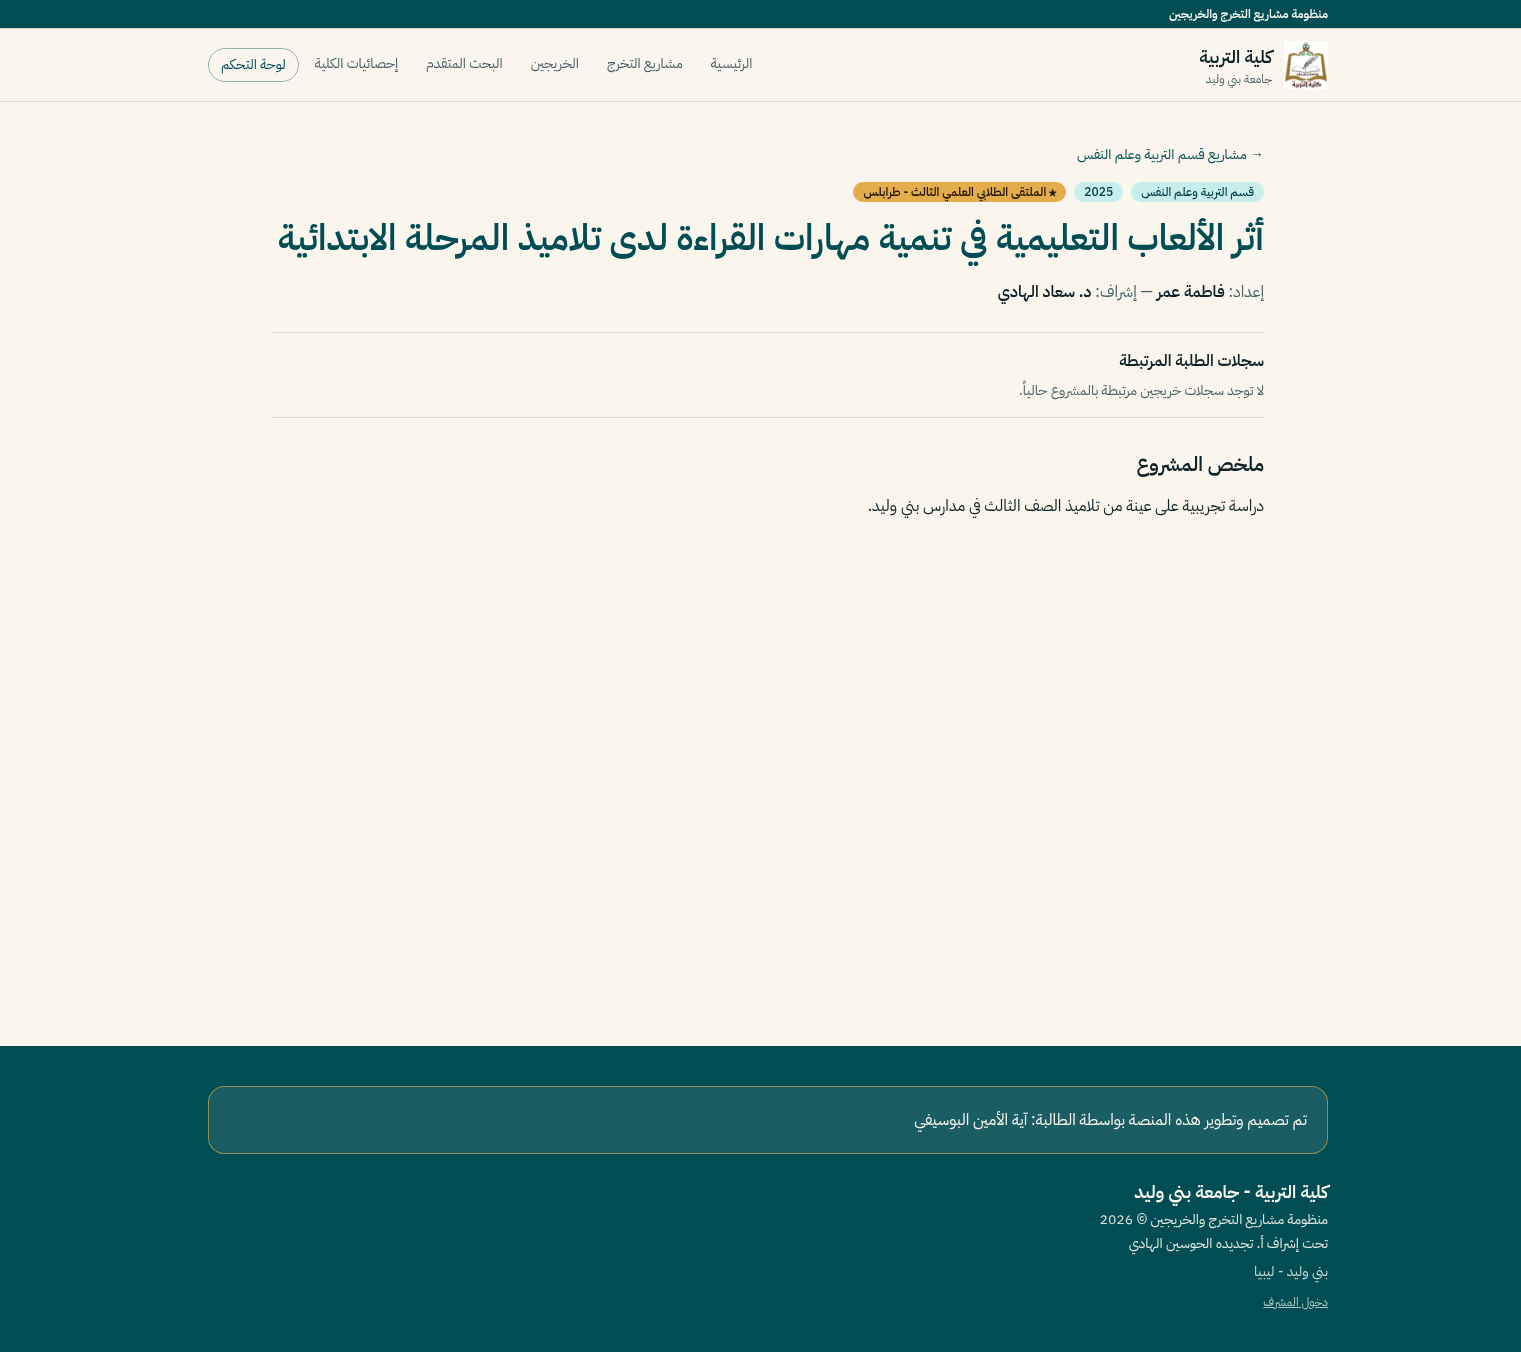 منظومة مشاريع التخرج والخريجين
كلية التربية
جامعة بني وليد
كلية التربية
الرئيسية
مشاريع التخرج
الخريجين
البحث المتقدم
إحصائيات الكلية
لوحة التحكم
→ مشاريع قسم التربية وعلم النفس
قسم التربية وعلم النفس
2025
★ الملتقى الطلابي العلمي الثالث - طرابلس
أثر الألعاب التعليمية في تنمية مهارات القراءة لدى تلاميذ المرحلة الابتدائية
إعداد: فاطمة عمر — إشراف: د. سعاد الهادي
سجلات الطلبة المرتبطة
لا توجد سجلات خريجين مرتبطة بالمشروع حالياً.
ملخص المشروع
دراسة تجريبية على عينة من تلاميذ الصف الثالث في مدارس بني وليد.
تم تصميم وتطوير هذه المنصة بواسطة الطالبة: آية الأمين البوسيفي
كلية التربية - جامعة بني وليد
منظومة مشاريع التخرج والخريجين © 2026
تحت إشراف أ. تجديده الحوسين الهادي
بني وليد - ليبيا
دخول المشرف